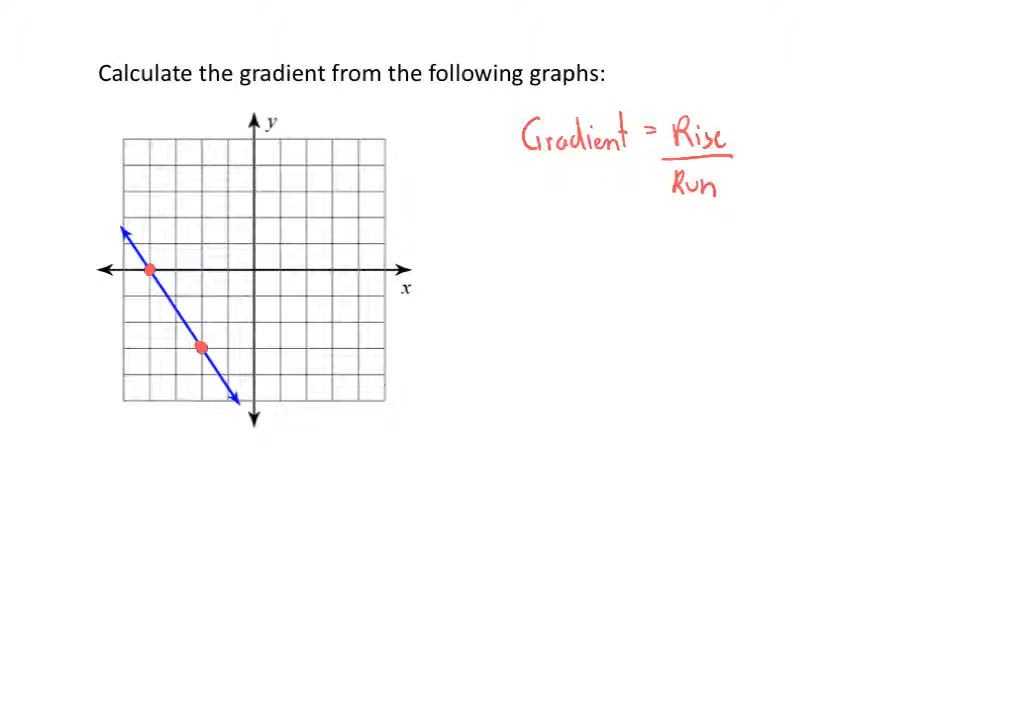 Calculate the gradient from the following graphs:
y
Gradient = Rise
Run
x